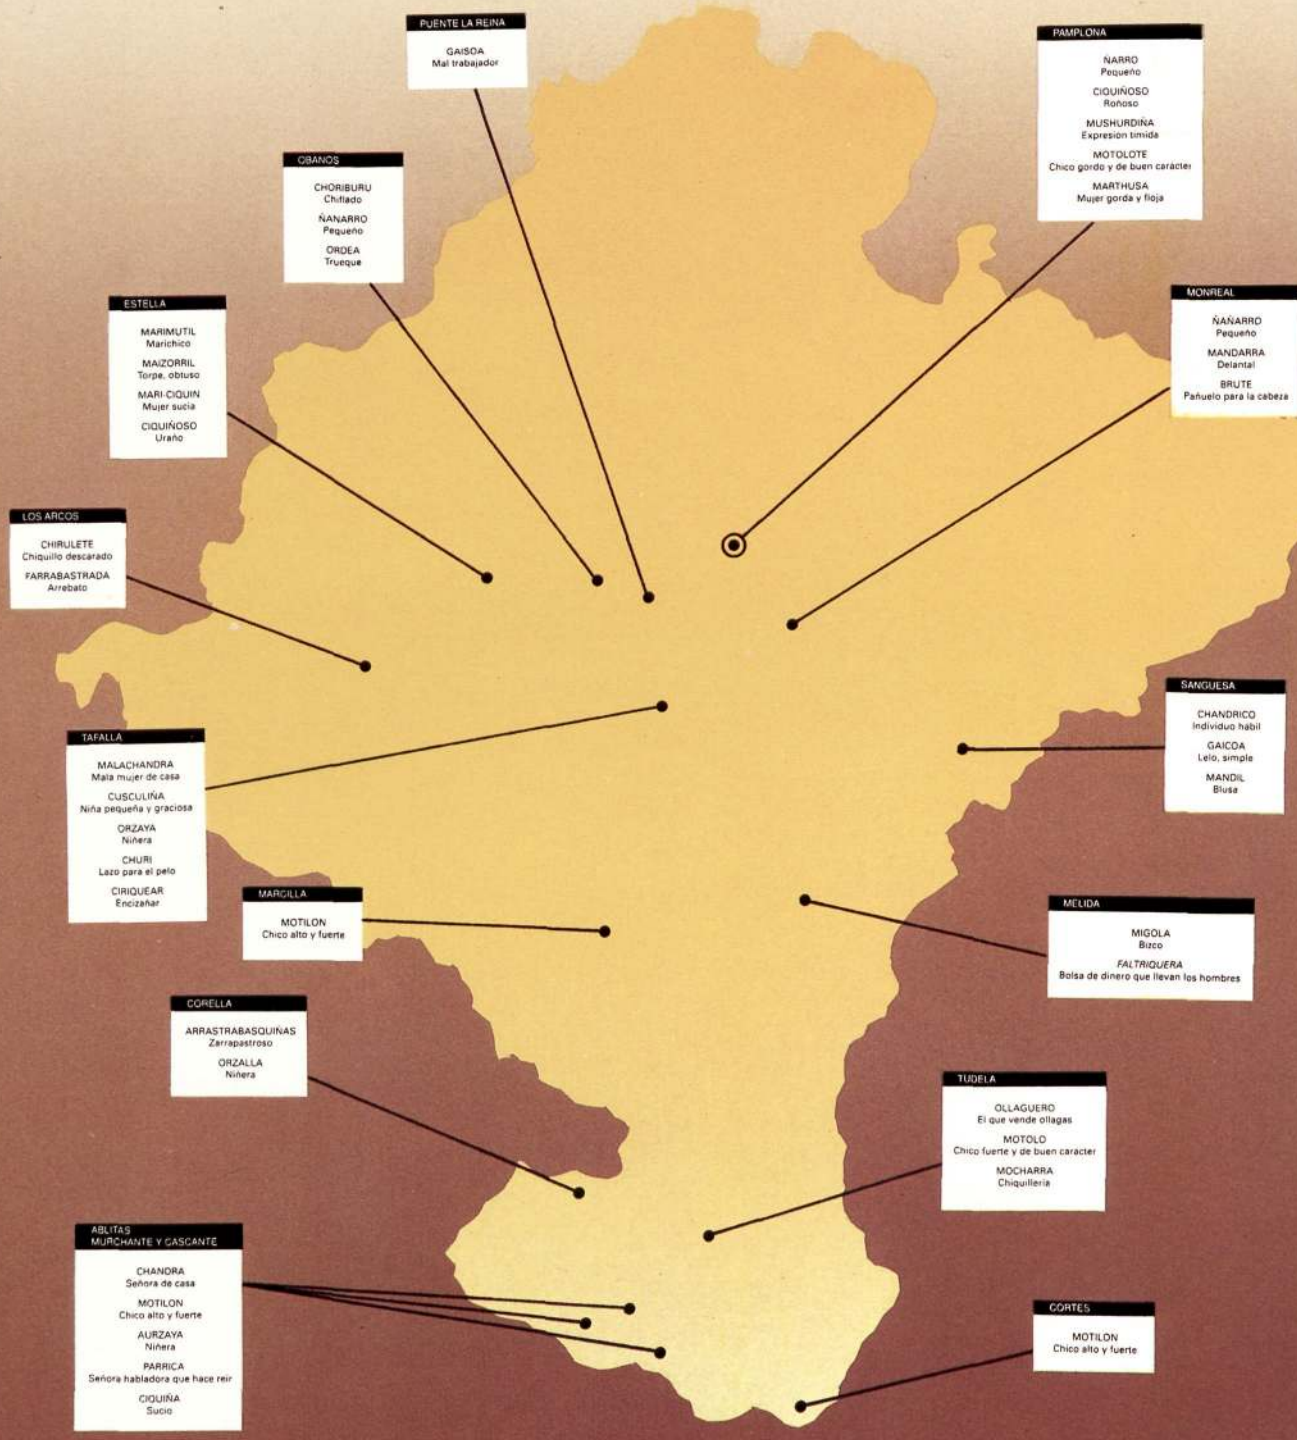 PUENTE LA REINA
GAISOA
Mal trabajador
PAMPLONA
ÑARRO
Pequeño
CIQUIÑOSO
Roñoso
MUSHURDIÑA
Expresion timida
MOTOLOTE
Chico gordo y de buen carácter
MARTHUSA
Mujer gorda y floja
OBANOS
CHORIBURU
Chiflado
ÑANARRO
Pequeño
ORDEA
Trueque
MONREAL
ÑAÑARRO
Pequeño
MANDARRA
Delantal
BRUTE
Pañuelo para la cabeza
ESTELLA
MARIMUTIL
Marichico
MAIZORRIL
Torpe, obtuso
MARI-CIQUIN
Mujer sucia
CIQUIÑOSO
Uraño
LOS ARCOS
CHIRULETE
Chiquillo descarado
FARRABASTRADA
Arrebato
SANGUESA
CHANDRICO
Individuo habil
GAICOA
Lelo, simple
MANDIL
Blusa
TAFALLA
MALACHANDRA
Mala mujer de casa
CUSCULIÑA
Niña pequeña y graciosa
ORZAYA
Niñera
CHURI
Lazo para el pelo
CIRIQUEAR
Encizañar
MARCILLA
MOTILON
Chico alto y fuerte
MELIDA
MIGOLA
Bizco
FALTRIQUERA
Bolsa de dinero que llevan los hombres
CORELLA
ARRASTRABASQUIÑAS
Zarrapastroso
ORZALLA
Niñera
TUDELA
OLLAGUERO
El que vende ollagas
MOTOLO
Chico fuerte y de buen caracter
MOCHARRA
Chiquilleria
ABLITAS
MURCHANTE Y CASCANTE
CHANDRA
Señora de casa
MOTILON
Chico alto y fuerte
AURZAYA
Niñera
PARRICA
Señora habladora que hace reir
CIQUIÑA
Sucio
CORTES
MOTILON
Chico alto y fuerte